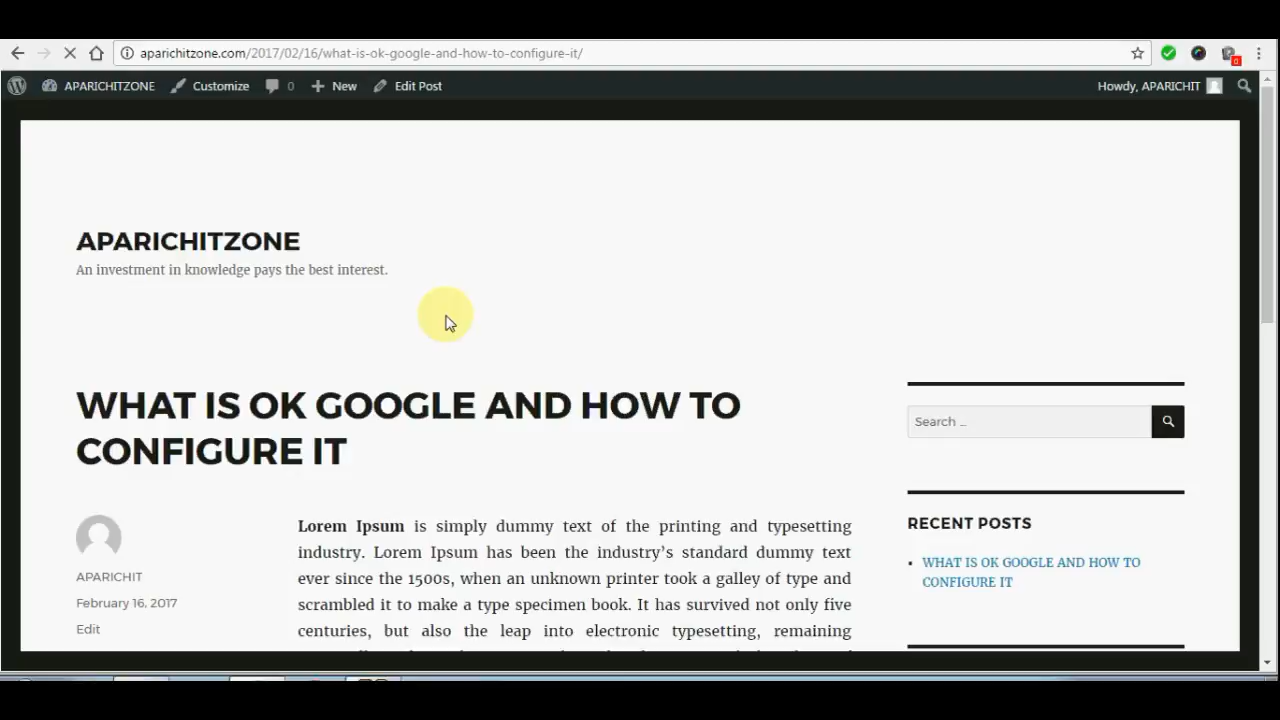 aparichitzone.com/2017/02/16/what-is-ok-google-and-how-to-configure-it/
0
APARICHITZONE
Customize
0
New
Edit Post
Howdy, APARICHIT
APARICHITZONE
An investment in knowledge pays the best interest.
WHAT IS OK GOOGLE AND HOW TO
CONFIGURE IT
Search ...
RECENT POSTS
WHAT IS OK GOOGLE AND HOW TO
CONFIGURE IT
APARICHIT
February 16, 2017
Edit
Lorem Ipsum is simply dummy text of the printing and typesetting
industry. Lorem Ipsum has been the industry’s standard dummy text
ever since the 1500s, when an unknown printer took a galley of type and
scrambled it to make a type specimen book. It has survived not only five
centuries, but also the leap into electronic typesetting, remaining